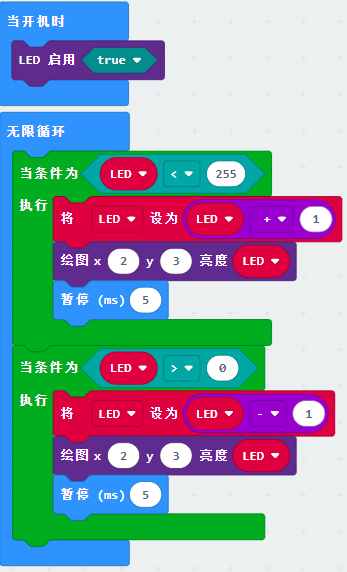 当开机时
LED 启用 true
无限循环
当条件为 LED < 255
执行
将 LED 设为 LED + 1
绘图 x 2 y 3 亮度 LED
暂停 (ms) 5
当条件为 LED > 0
执行
将 LED 设为 LED - 1
绘图 x 2 y 3 亮度 LED
暂停 (ms) 5